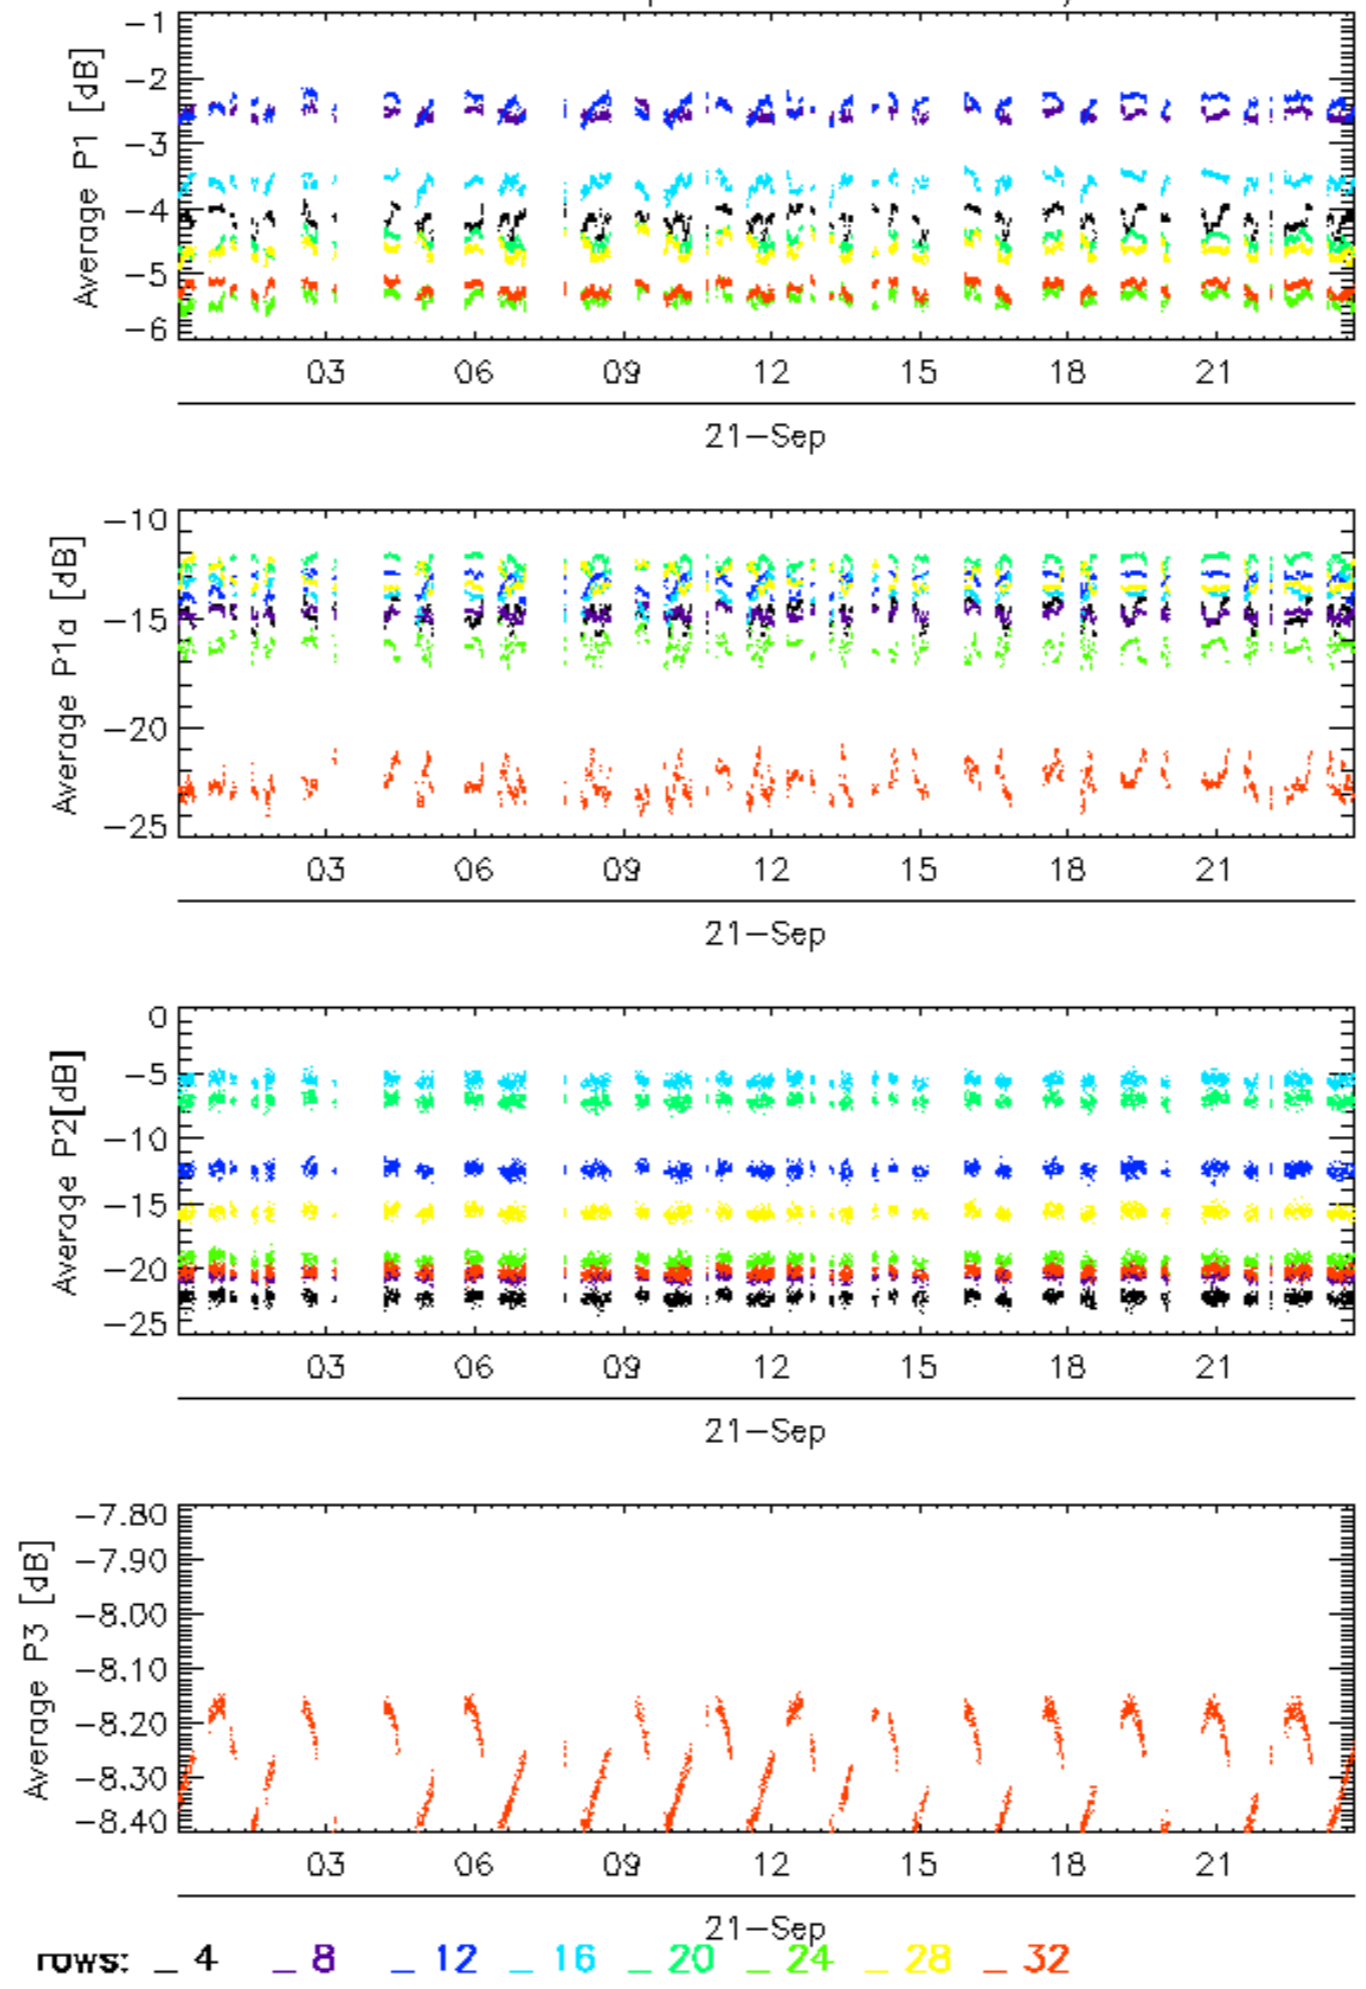 Average P1 [dB]
−1
−2
−3
−4
−5
−6
03 06 09 12 15 18 21
21−Sep
Average P1a [dB]
−10
−15
−20
−25
03 06 09 12 15 18 21
21−Sep
Average P2[dB]
0
−5
−10
−15
−20
−25
03 06 09 12 15 18 21
21−Sep
Average P3 [dB]
−7.80
−7.90
−8.00
−8.10
−8.20
−8.30
−8.40
03 06 09 12 15 18 21
21−Sep
rows: _ 4 _ 8 _ 12 _ 16 _ 20 _ 24 _ 28 _ 32